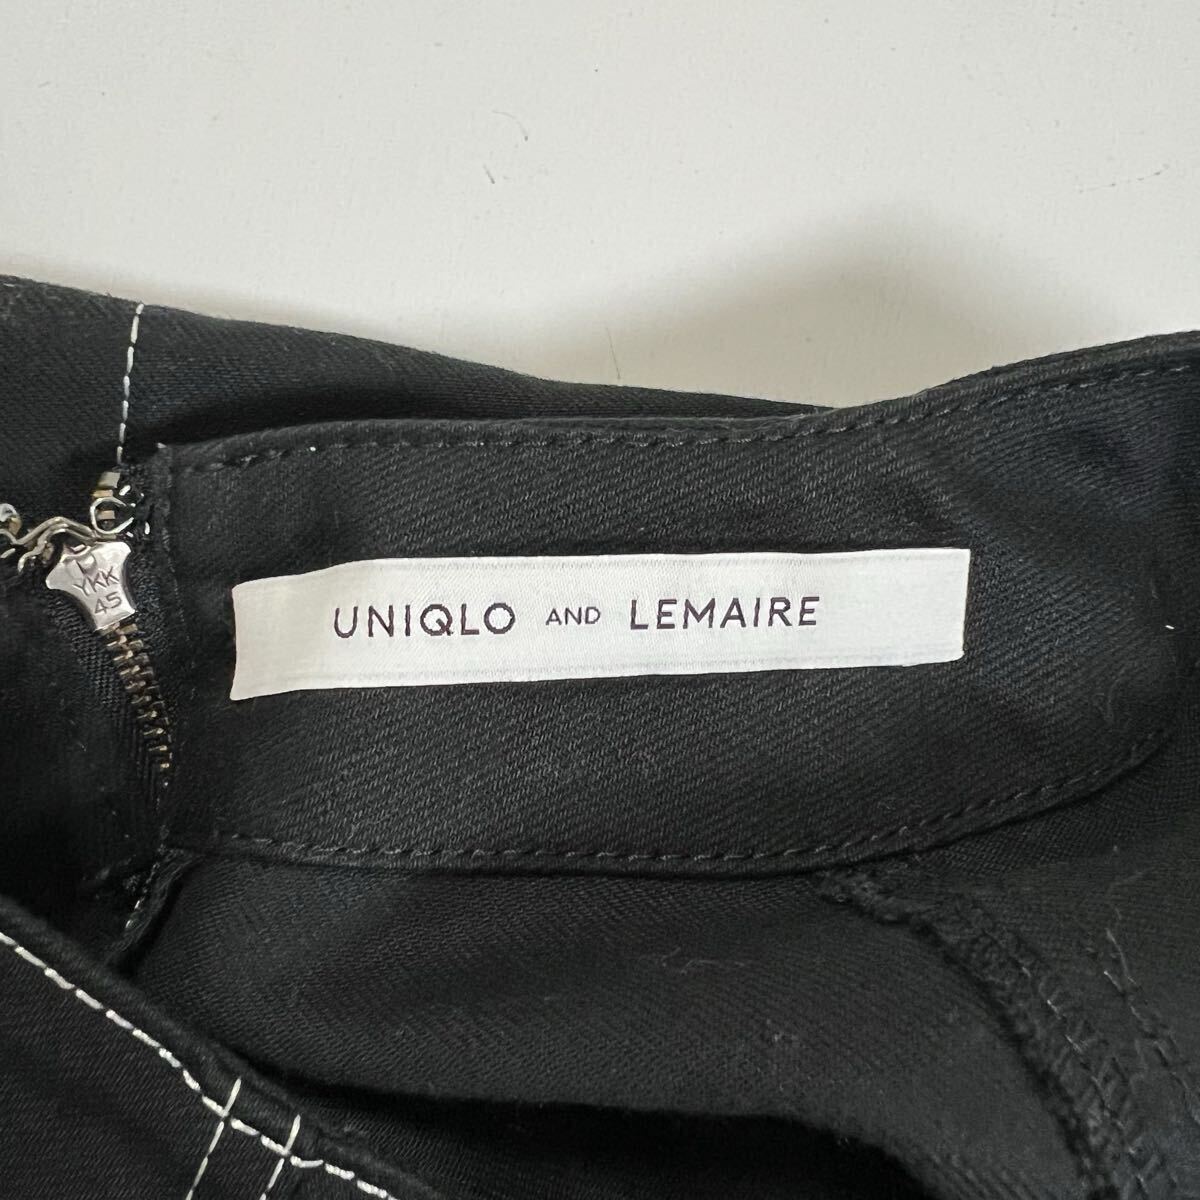 UNIQLO AND LEMAIRE
YKK
45